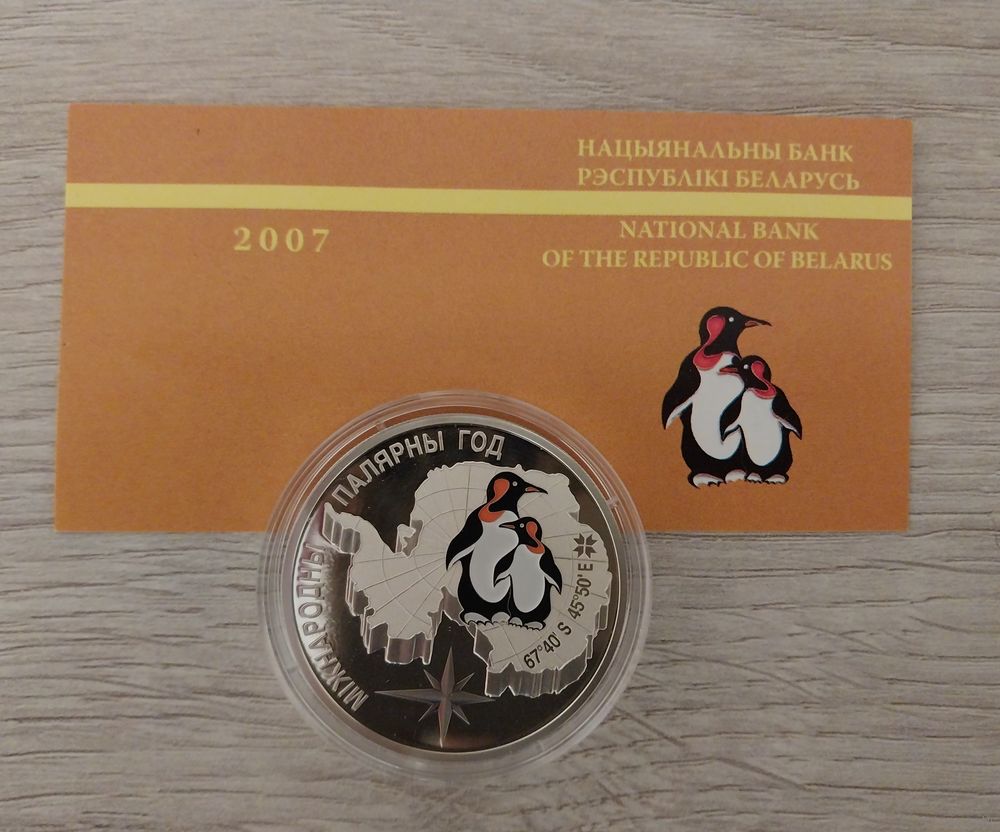 НАЦЫЯНАЛЬНЫ БАНК
РЭСПУБЛІКІ БЕЛАРУСЬ
2007
NATIONAL BANK
OF THE REPUBLIC OF BELARUS
МІЖНАРОДНЫ ПАЛЯРНЫ ГОД
67°40' S 45°50' E